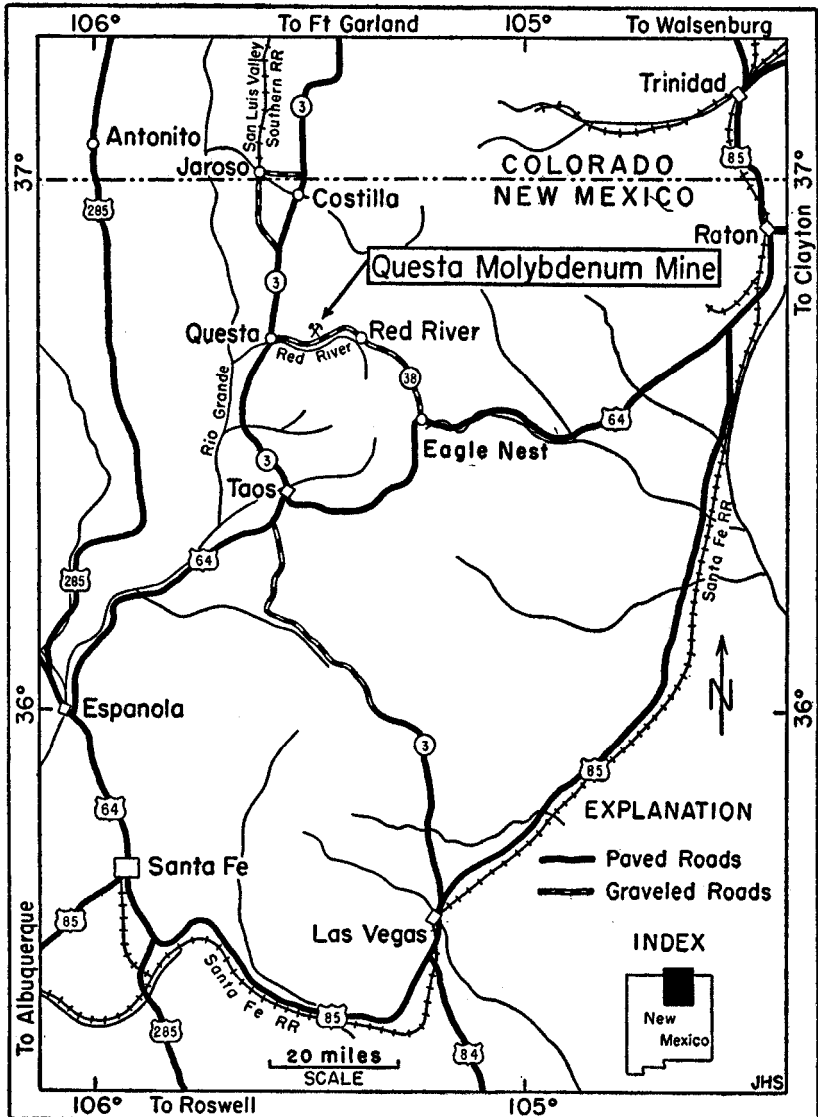 106° To Ft Garland 105° To Walsenburg
Trinidad
3
San Luis Valley
Southern RR
Antonito
85
Jaroso
COLORADO
37° 37°
NEW MEXICO
Costilla
285
Raton
To Clayton
Questa Molybdenum Mine
3
Questa
Red River
Red River
38
Rio Grande
64
Eagle Nest
3
Taos
Santa Fe RR
64
285
N
36° Espanola 36°
3
85
64
EXPLANATION
Paved Roads
Santa Fe
Graveled Roads
85
Las Vegas
INDEX
To Albuquerque
Santa Fe RR
New
Mexico
85
285
84
20 miles
SCALE
JHS
106° To Roswell 105°